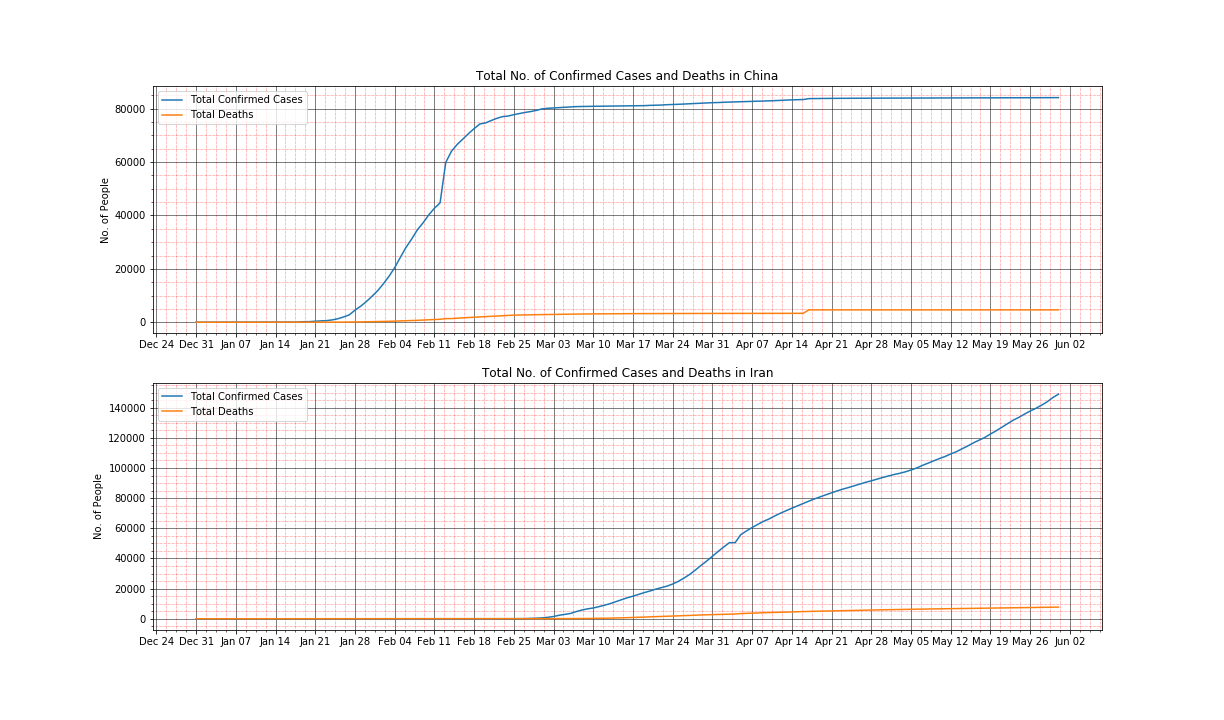 Total No. of Confirmed Cases and Deaths in China
Total Confirmed Cases
Total Deaths
No. of People
80000
60000
40000
20000
0
Dec 24 Dec 31 Jan 07 Jan 14 Jan 21 Jan 28 Feb 04 Feb 11 Feb 18 Feb 25 Mar 03 Mar 10 Mar 17 Mar 24 Mar 31 Apr 07 Apr 14 Apr 21 Apr 28 May 05 May 12 May 19 May 26 Jun 02
Total No. of Confirmed Cases and Deaths in Iran
Total Confirmed Cases
Total Deaths
No. of People
140000
120000
100000
80000
60000
40000
20000
0
Dec 24 Dec 31 Jan 07 Jan 14 Jan 21 Jan 28 Feb 04 Feb 11 Feb 18 Feb 25 Mar 03 Mar 10 Mar 17 Mar 24 Mar 31 Apr 07 Apr 14 Apr 21 Apr 28 May 05 May 12 May 19 May 26 Jun 02